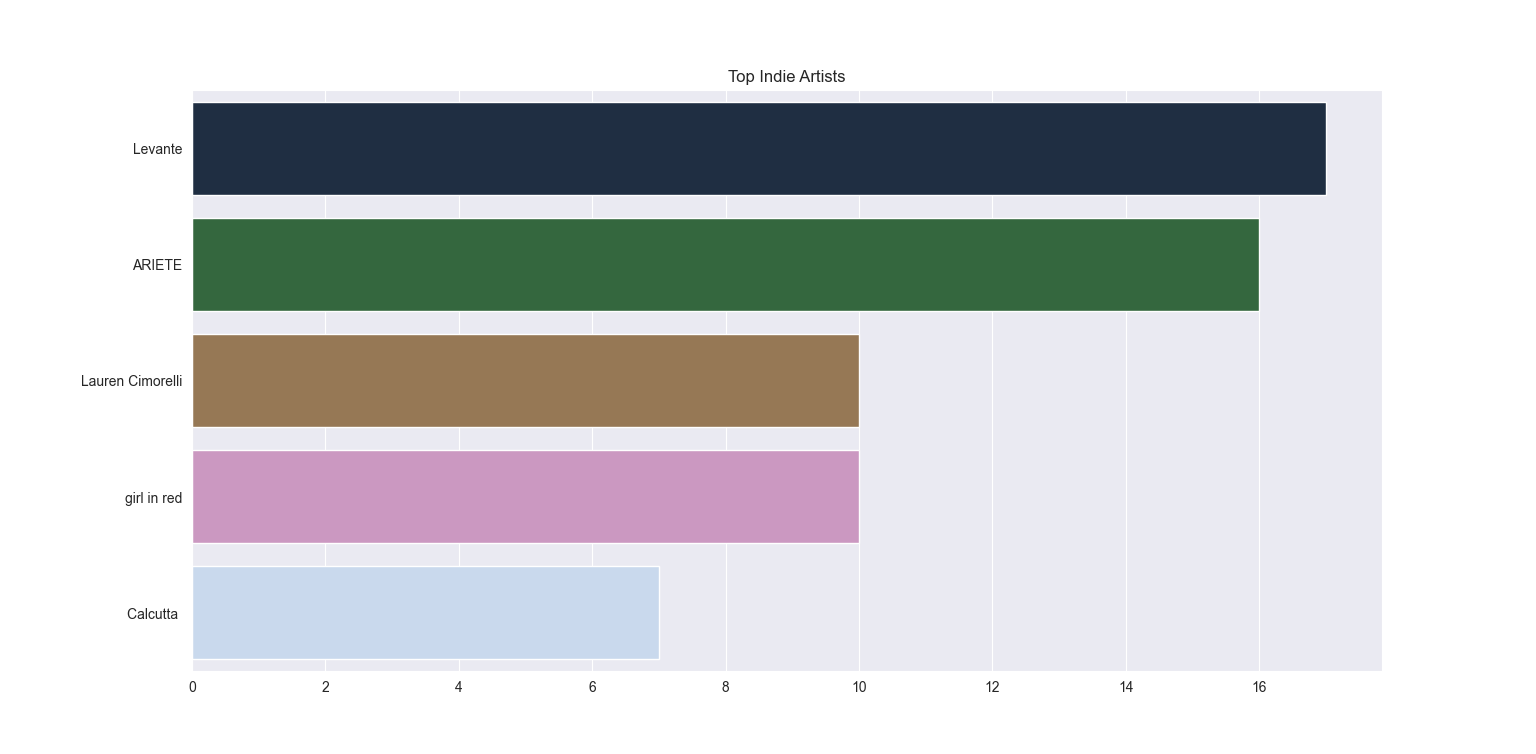 Top Indie Artists
Levante
ARIETE
Lauren Cimorelli
girl in red
Calcutta
0 2 4 6 8 10 12 14 16